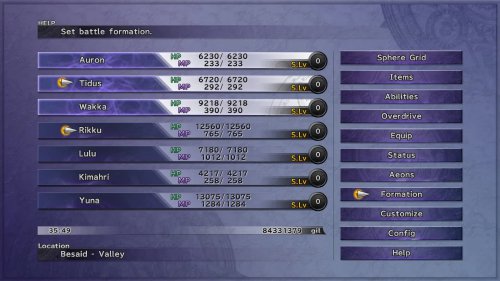 HELP
Set battle formation.
Auron HP 6230/ 6230 MP 233/ 233 S.Lv 0
Tidus HP 6720/ 6720 MP 292/ 292 S.Lv 0
Wakka HP 9218/ 9218 MP 390/ 390 S.Lv 0
Rikku HP 12560/12560 MP 765/ 765 S.Lv 0
Lulu HP 7180/ 7180 MP 1012/1012 S.Lv 0
Kimahri HP 4217/ 4217 MP 258/ 258 S.Lv 0
Yuna HP 13075/13075 MP 1284/1284 S.Lv 0
35:49 84331379 gil
Location
Besaid - Valley
Sphere Grid
Items
Abilities
Overdrive
Equip
Status
Aeons
Formation
Customize
Config
Help